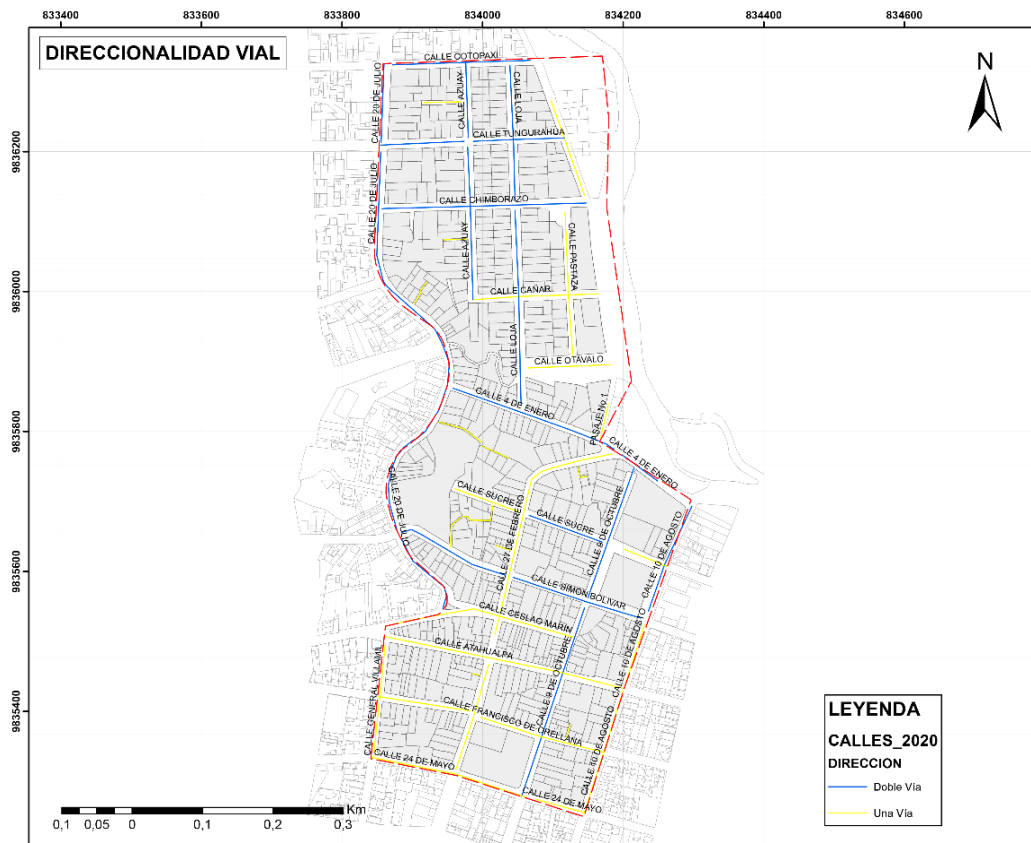 833400 833600 833800 834000 834200 834400 834600
DIRECCIONALIDAD VIAL
N
CALLE COTOPAXI
CALLE 20 DE JULIO
CALLE AZUAY
CALLE LOJA
CALLE TUNGURAHUA
9836200
CALLE CHIMBORAZO
CALLE 20 DE JULIO
CALLE AZUAY
CALLE PASTAZA
CALLE CAÑAR
9836000
CALLE LOJA
CALLE OTAVALO
CALLE 4 DE ENERO
PASAJE No 1
9835800
CALLE 4 DE ENERO
CALLE 20 DE JULIO
CALLE SUCRE
CALLE SUCRE
CALLE 27 DE FEBRERO
CALLE 9 DE OCTUBRE
CALLE 10 DE AGOSTO
9835600
CALLE SIMON BOLIVAR
CALLE CESLAO MARIN
CALLE ATAHUALPA
CALLE 10 DE AGOSTO
CALLE GENERAL VILLAMIL
CALLE 9 DE OCTUBRE
9835400
CALLE FRANCISCO DE ORELLANA
CALLE 10 DE AGOSTO
CALLE 24 DE MAYO
CALLE 24 DE MAYO
LEYENDA
CALLES_2020
DIRECCION
Doble Vía
Una Vía
Km
0,1 0,05 0 0,1 0,2 0,3